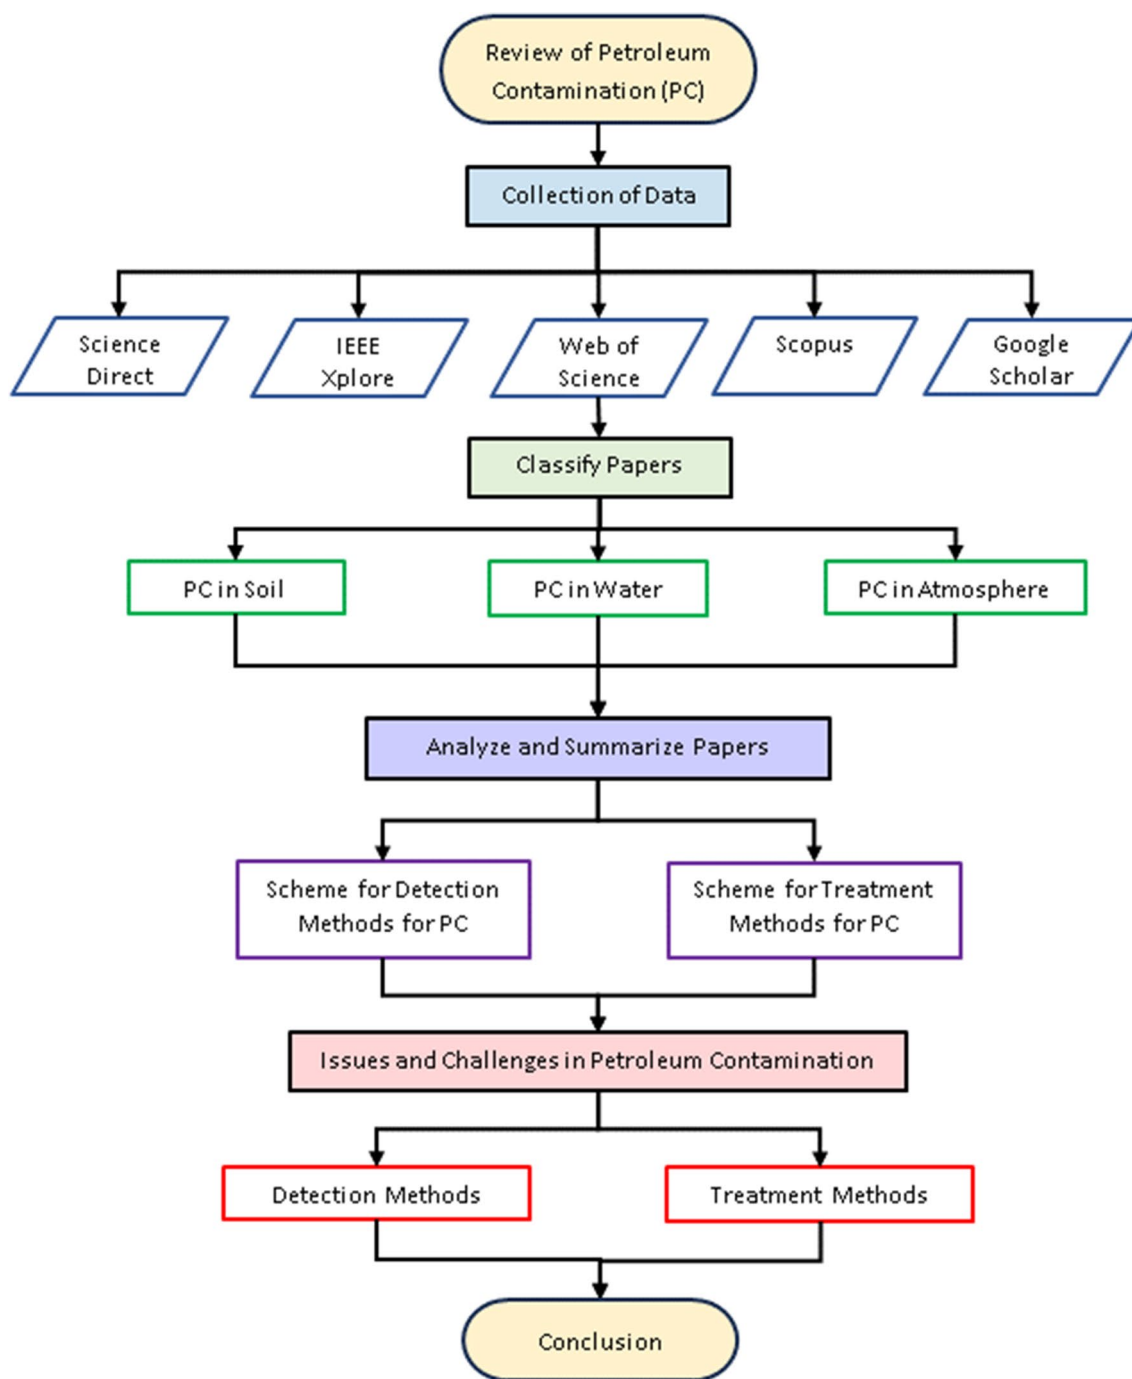 Review of Petroleum
Contamination (PC)
Collection of Data
Science
Direct
IEEE
Xplore
Web of
Science
Scopus
Google
Scholar
Classify Papers
PC in Soil
PC in Water
PC in Atmosphere
Analyze and Summarize Papers
Scheme for Detection
Methods for PC
Scheme for Treatment
Methods for PC
Issues and Challenges in Petroleum Contamination
Detection Methods
Treatment Methods
Conclusion